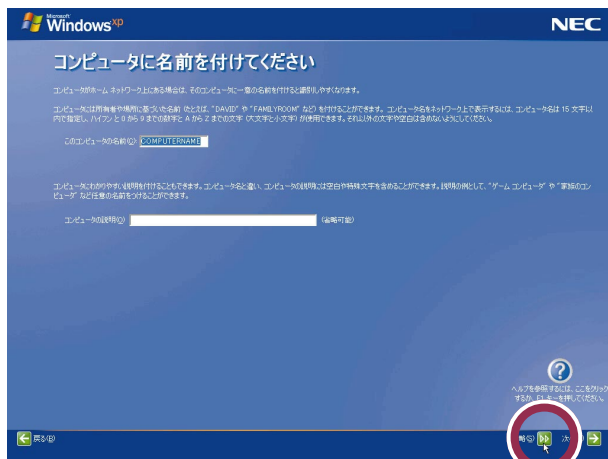 Microsoft
Windows xp
NEC
コンピュータに名前を付けてください
コンピュータがホーム ネットワーク上にある場合は、そのコンピュータに一意の名前を付けると識別しやすくなります。
コンピュータには所有者や場所に基づいた名前 (たとえば、"DAVID" や "FAMILYROOM" など) を付けることができます。コンピュータ名をネットワーク上で表示するには、コンピュータ名は 15 文字以
内で指定し、ハイフンと 0 から 9 までの数字と A から Z までの文字 (大文字と小文字) が使用できます。それ以外の文字や空白は含めないようにしてください。
このコンピュータの名前(C): COMPUTERNAME
コンピュータにわかりやすい説明を付けることもできます。コンピュータ名と違い、コンピュータの説明には空白や特殊文字を含めることができます。説明の例として、"ゲーム コンピュータ" や "家族のコン
ピュータ" など任意の名前をつけることができます。
コンピュータの説明(O): (省略可能)
?
ヘルプを参照するには、ここをクリック
するか、F1 キーを押してください。
戻る(B) 略(S) 次